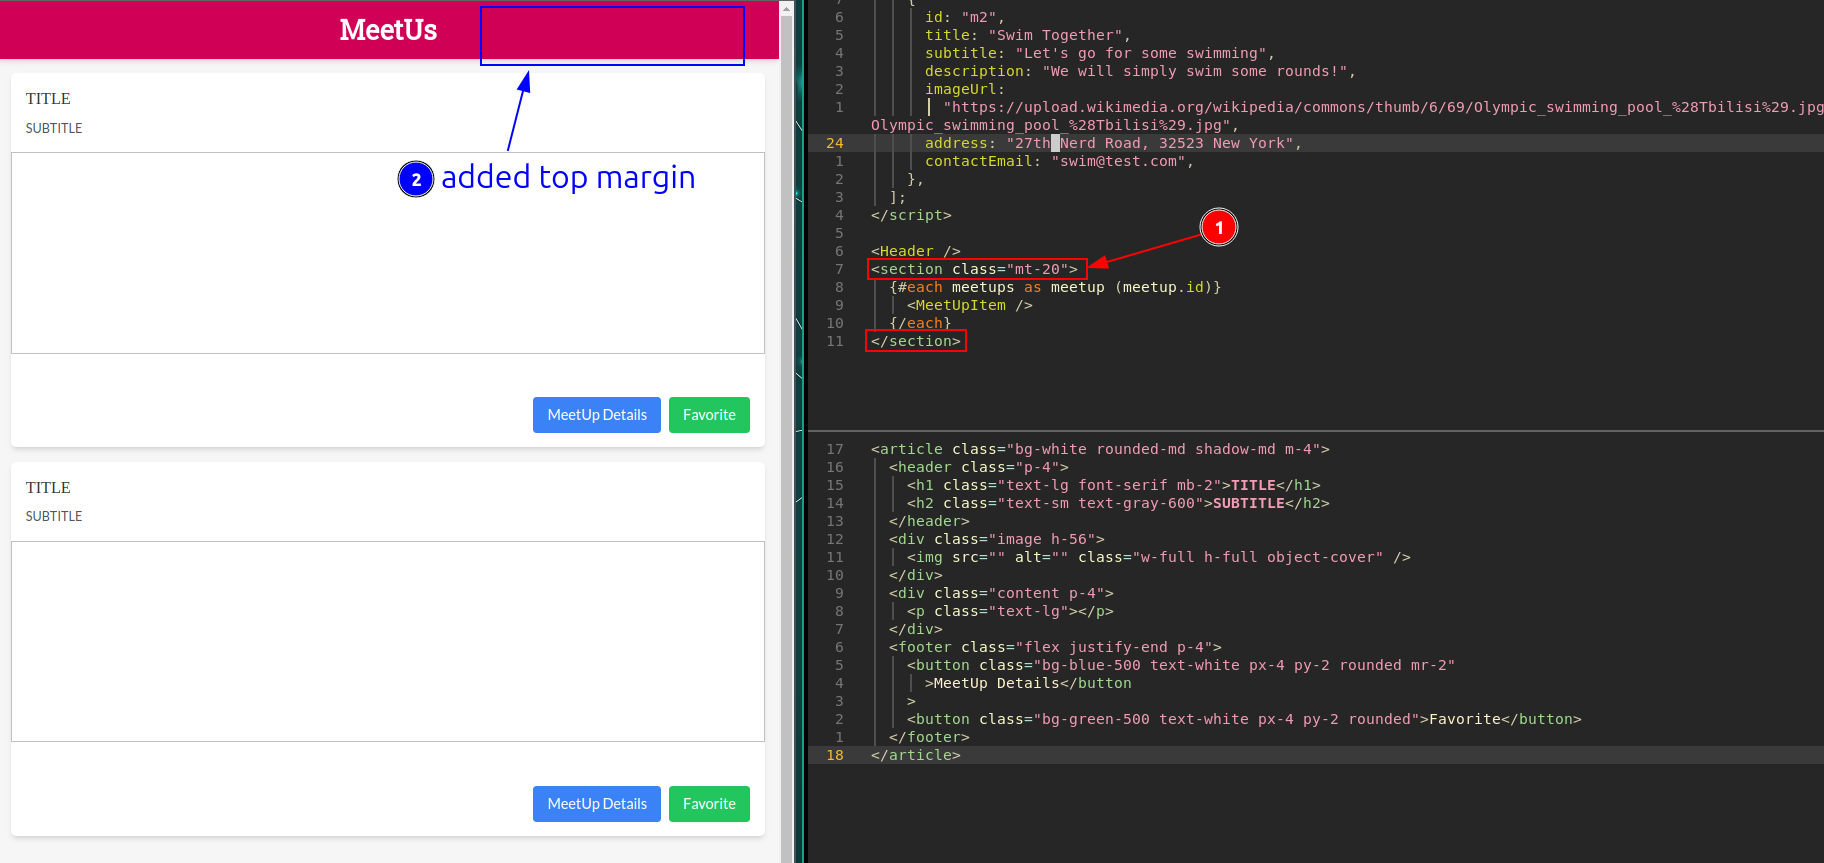 MeetUs
TITLE
SUBTITLE
2 added top margin
MeetUp Details Favorite
TITLE
SUBTITLE
MeetUp Details Favorite
6 id: "m2",
5 title: "Swim Together",
4 subtitle: "Let's go for some swimming",
3 description: "We will simply swim some rounds!",
2 imageUrl:
1 "https://upload.wikimedia.org/wikipedia/commons/thumb/6/69/Olympic_swimming_pool_%28Tbilisi%29.jpg
Olympic_swimming_pool_%28Tbilisi%29.jpg",
24 address: "27th Nerd Road, 32523 New York",
1 contactEmail: "swim@test.com",
2 },
3 ];
4 </script>
5
6 <Header />
1
7 <section class="mt-20">
8 {#each meetups as meetup (meetup.id)}
9 <MeetUpItem />
10 {/each}
11 </section>
17 <article class="bg-white rounded-md shadow-md m-4">
16 <header class="p-4">
15 <h1 class="text-lg font-serif mb-2">TITLE</h1>
14 <h2 class="text-sm text-gray-600">SUBTITLE</h2>
13 </header>
12 <div class="image h-56">
11 <img src="" alt="" class="w-full h-full object-cover" />
10 </div>
9 <div class="content p-4">
8 <p class="text-lg"></p>
7 </div>
6 <footer class="flex justify-end p-4">
5 <button class="bg-blue-500 text-white px-4 py-2 rounded mr-2"
4 >MeetUp Details</button
3 >
2 <button class="bg-green-500 text-white px-4 py-2 rounded">Favorite</button>
1 </footer>
18 </article>